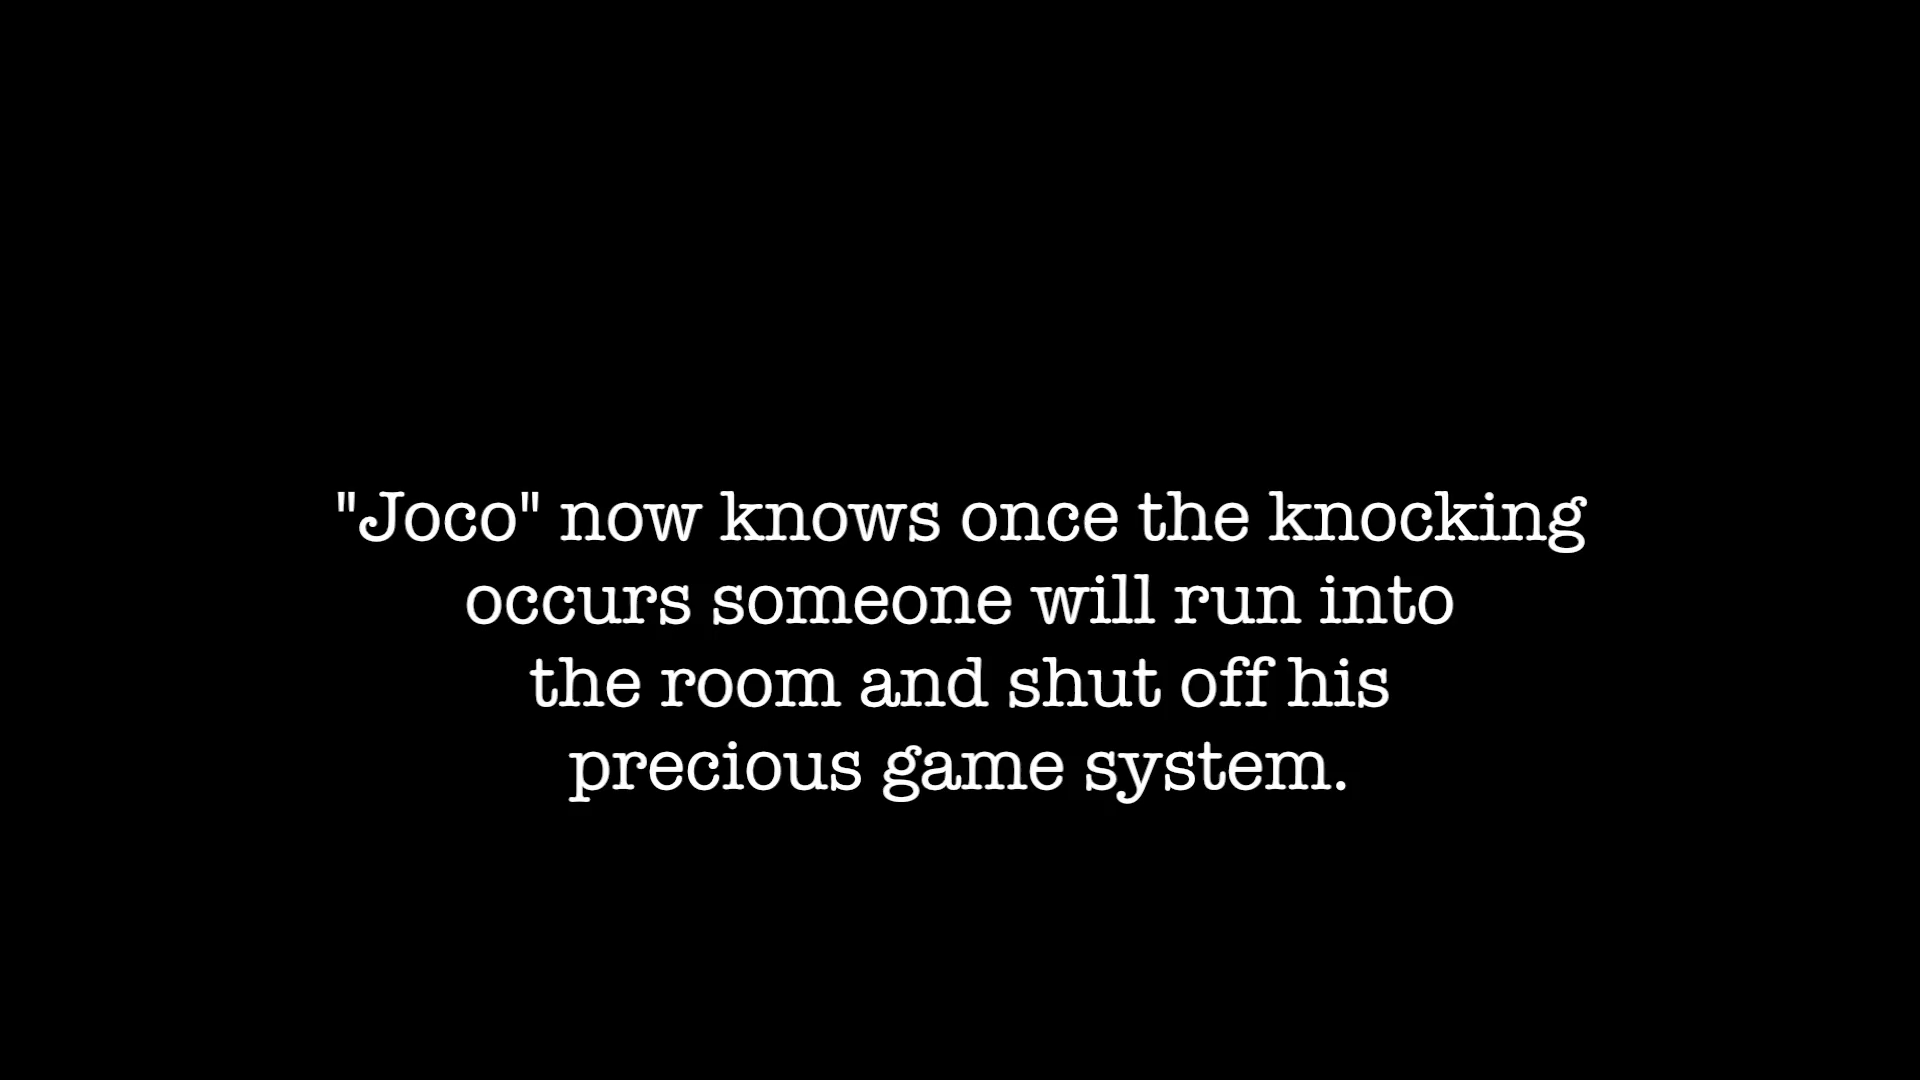 "Joco" now knows once the knocking
occurs someone will run into
the room and shut off his
precious game system.